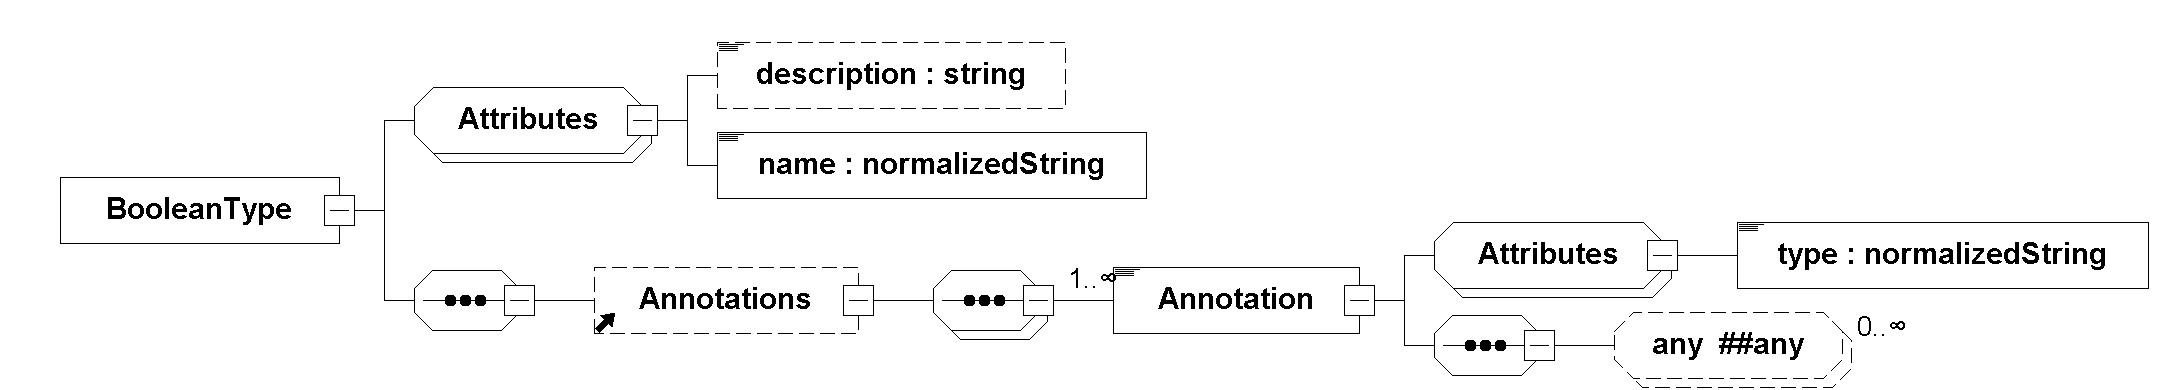 description : string
Attributes
name : normalizedString
BooleanType
Attributes
type : normalizedString
Annotations
1..∞
Annotation
any ##any
0..∞